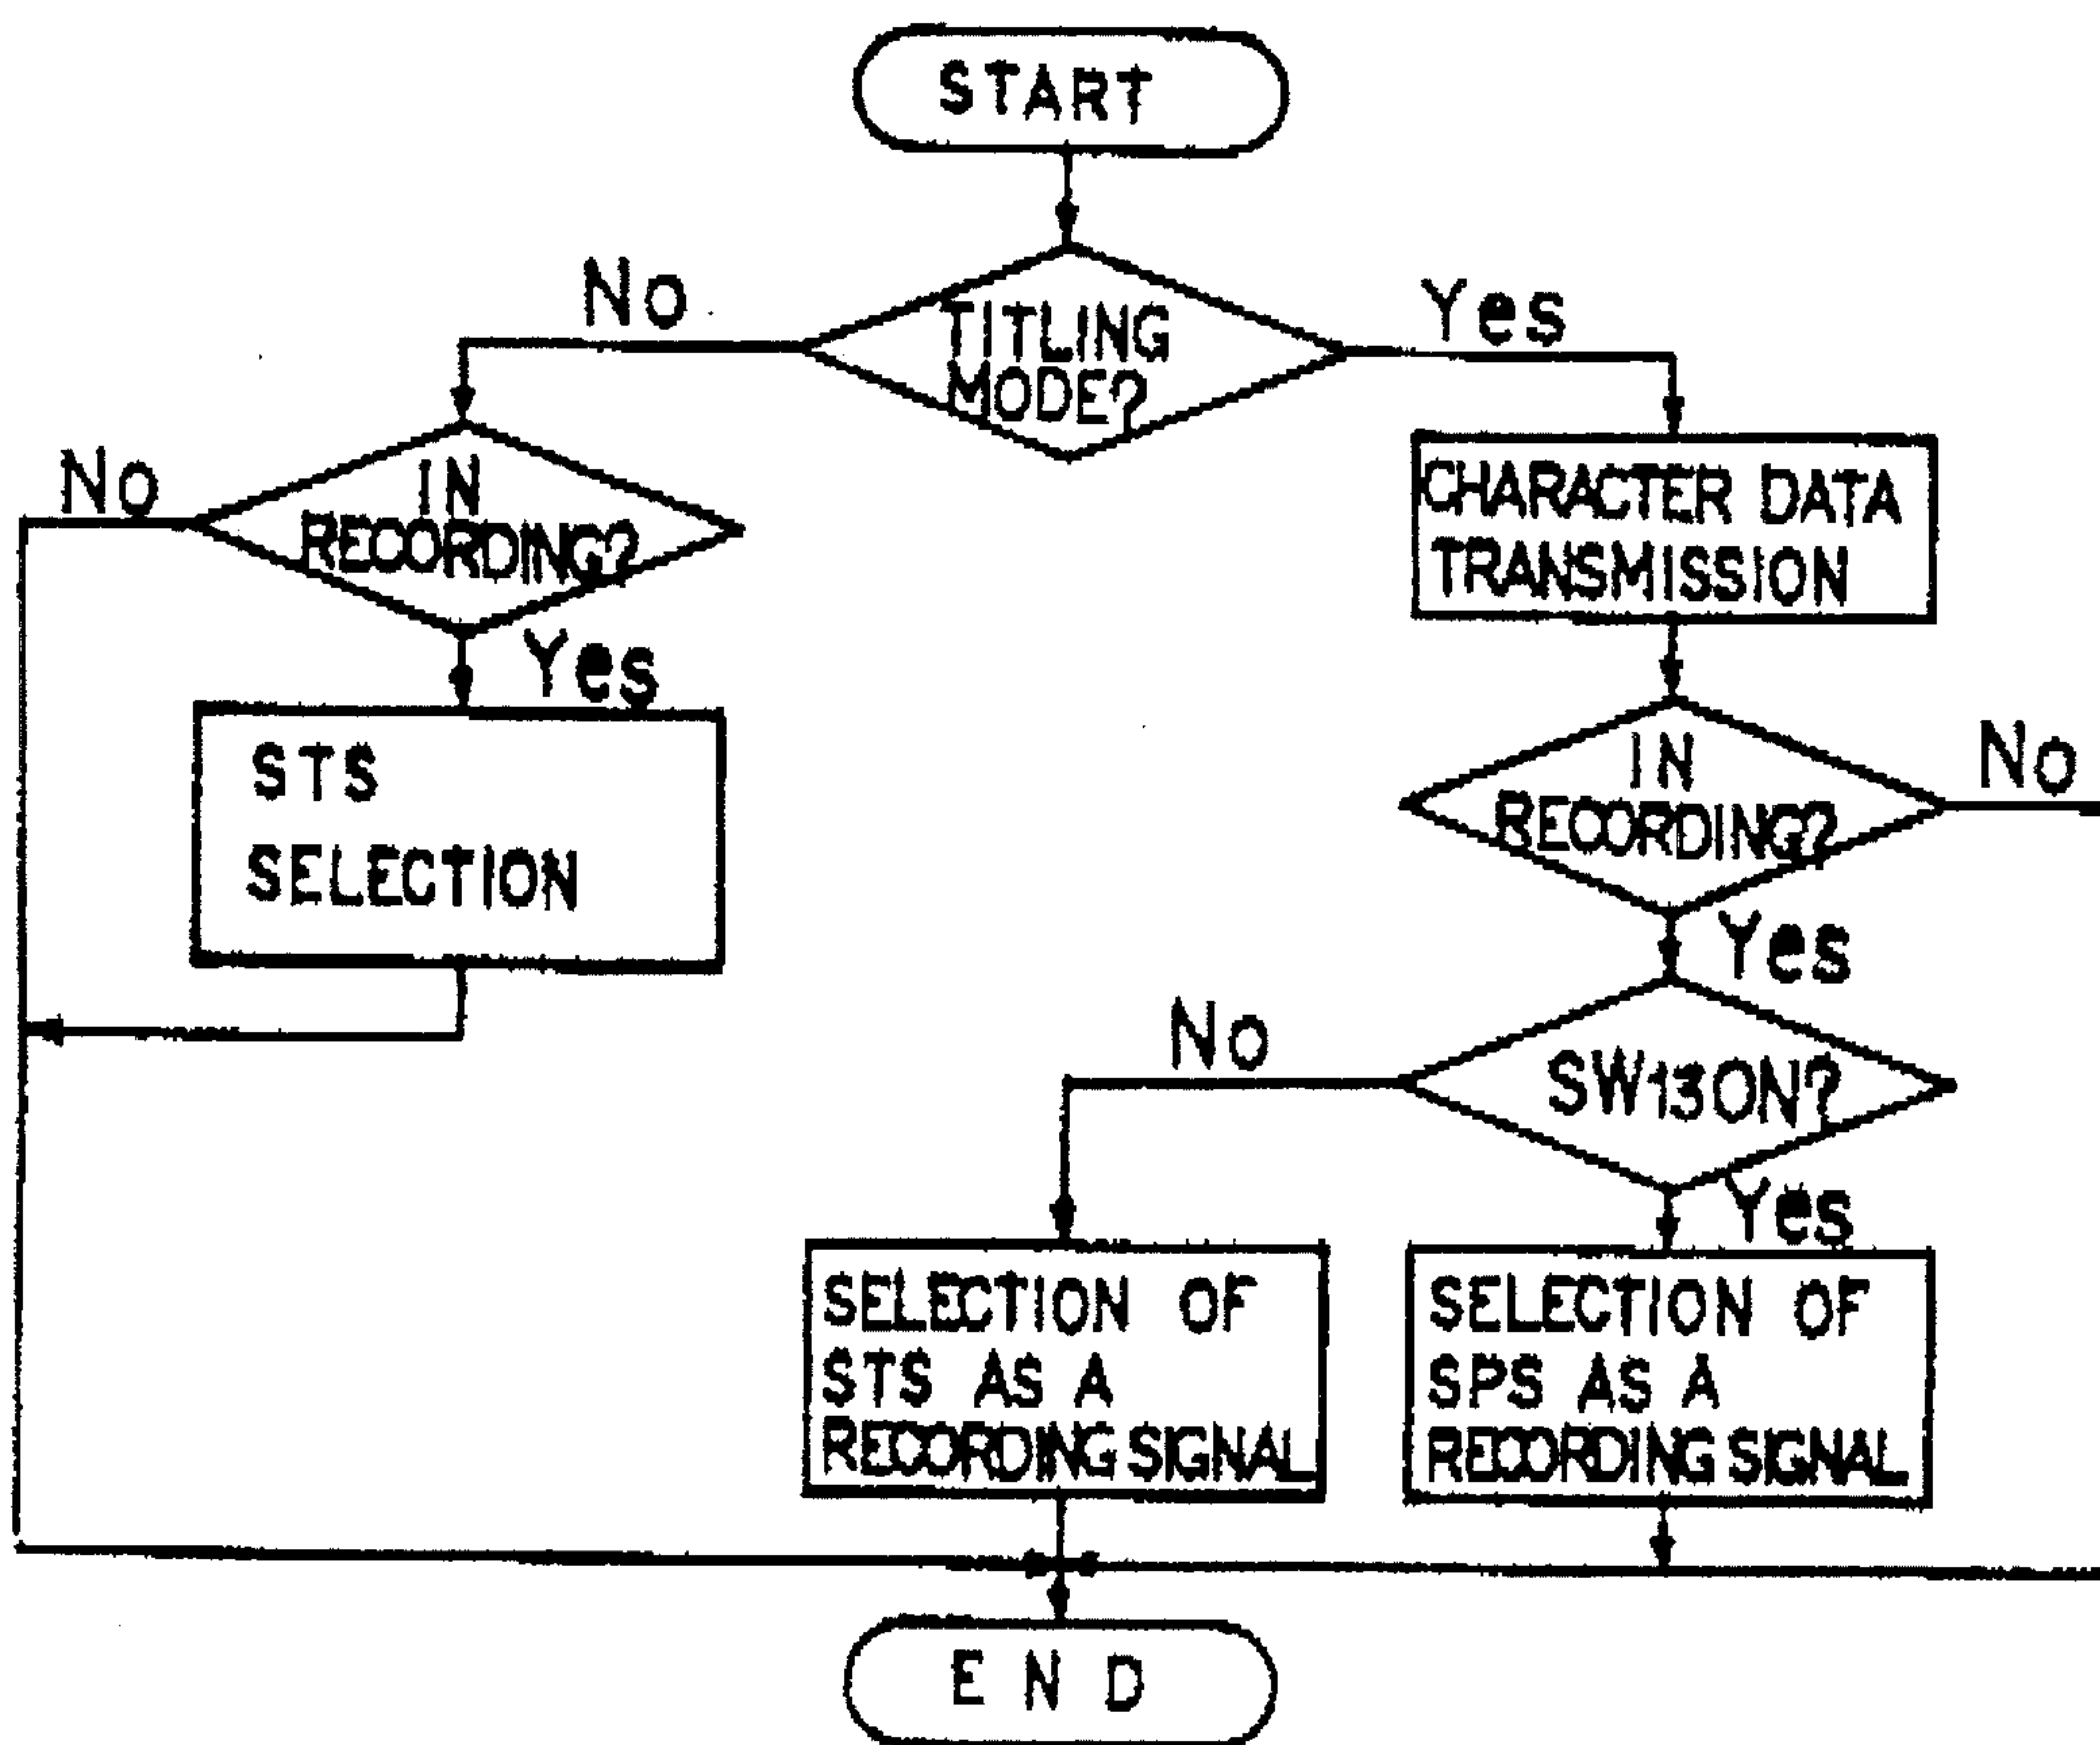 START
No
TITLING
MODE?
Yes
No
IN
RECORDING?
Yes
STS
SELECTION
CHARACTER DATA
TRANSMISSION
IN
RECORDING?
No
Yes
SW13ON?
No
Yes
SELECTION OF
STS AS A
RECORDING SIGNAL
SELECTION OF
SPS AS A
RECORDING SIGNAL
END